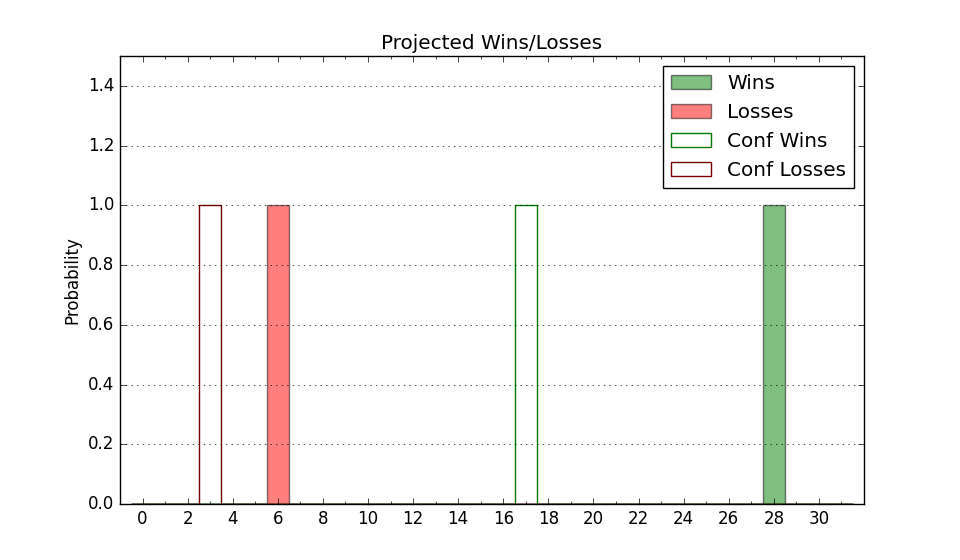 Projected Wins/Losses
Wins
Losses
Conf Wins
Conf Losses
Probability
1.4
1.2
1.0
0.8
0.6
0.4
0.2
0.0
0 2 4 6 8 10 12 14 16 18 20 22 24 26 28 30